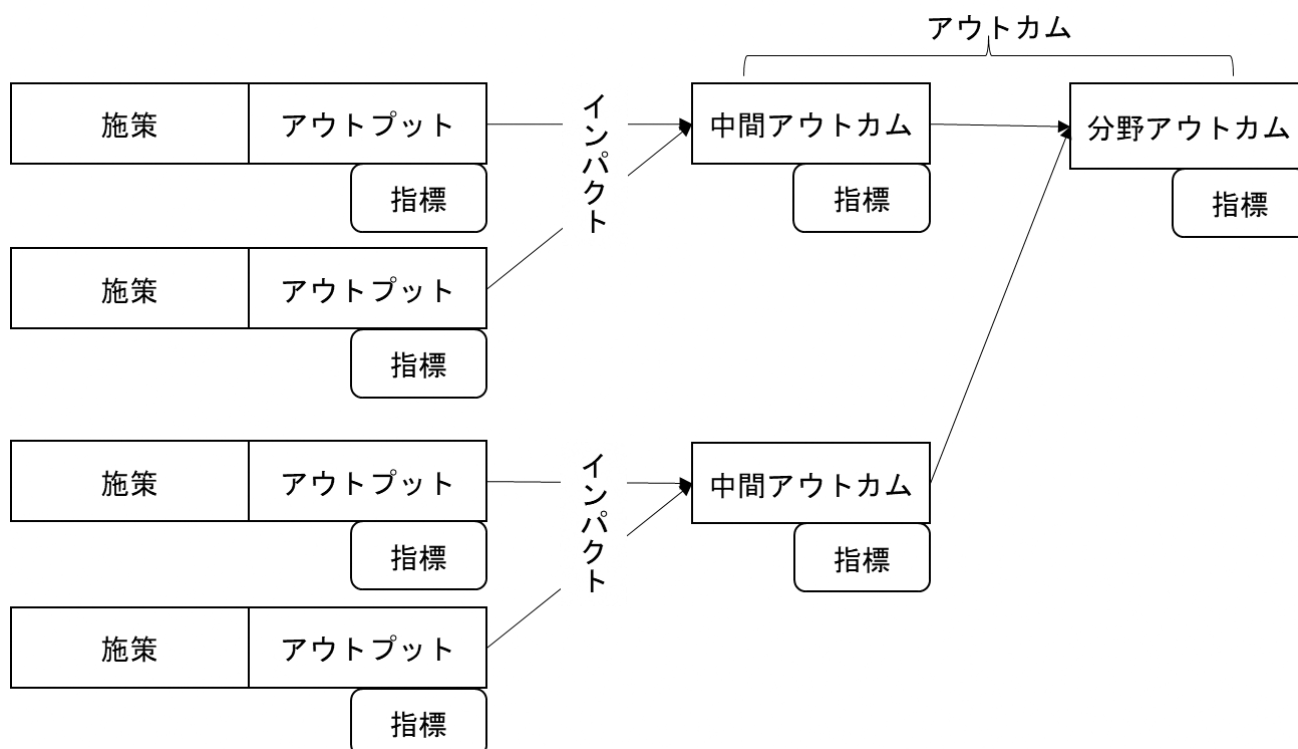 アウトカム
施策
アウトプット
インパクト
中間アウトカム
分野アウトカム
指標
指標
指標
施策
アウトプット
指標
施策
アウトプット
インパクト
中間アウトカム
指標
指標
施策
アウトプット
指標